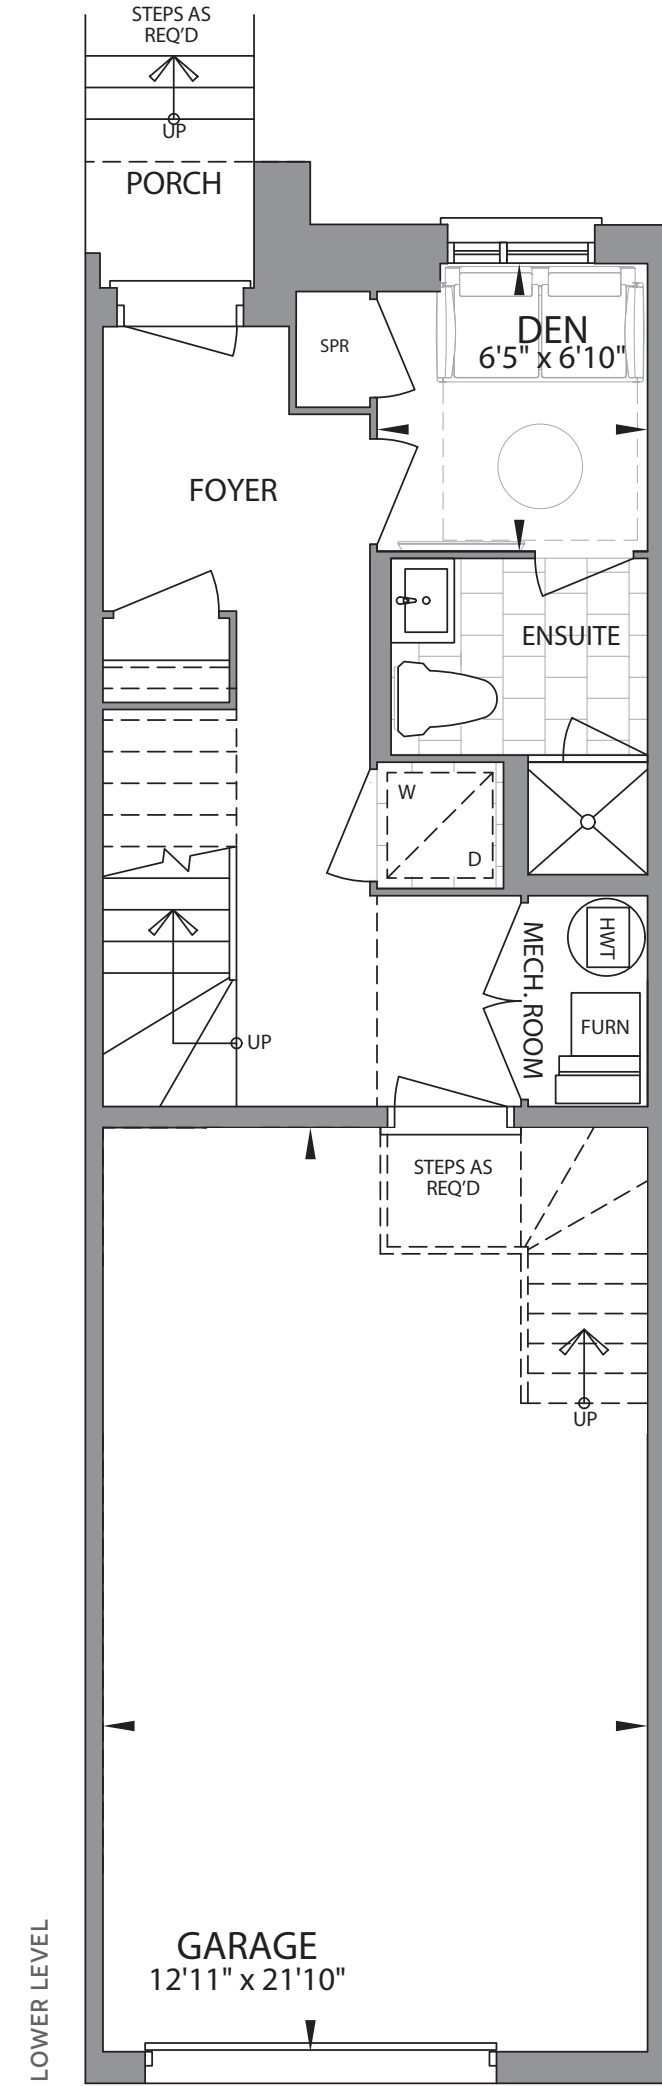 STEPS AS
REQ'D
UP
PORCH
SPR
DEN
6'5" x 6'10"
FOYER
ENSUITE
W
D
MECH. ROOM
HWT
FURN
UP
STEPS AS
REQ'D
UP
GARAGE
12'11" x 21'10"
LOWER LEVEL